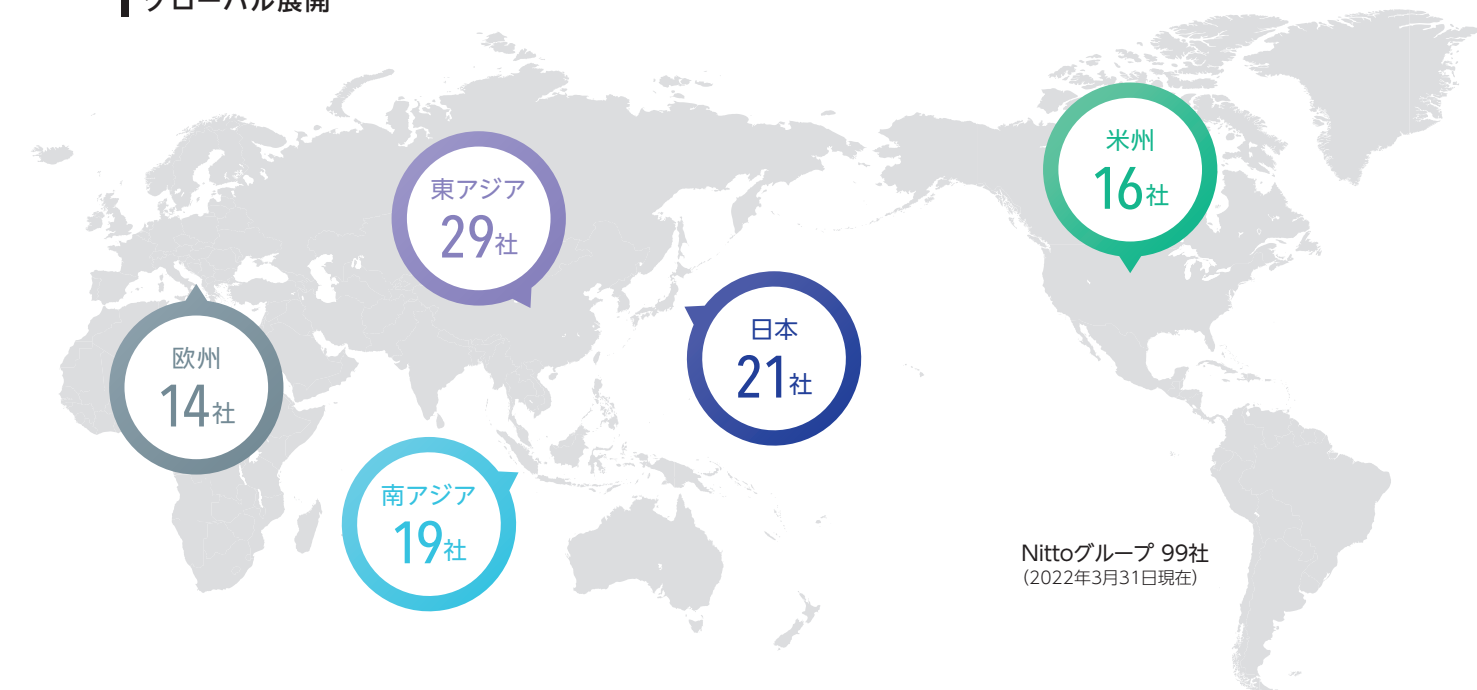 グローバル展開
米州
16社
東アジア
29社
日本
21社
欧州
14社
南アジア
19社
Nittoグループ 99社
(2022年3月31日現在)